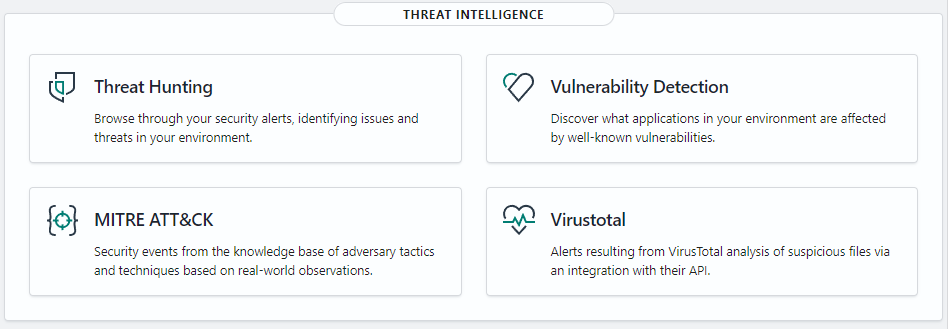 THREAT INTELLIGENCE
Threat Hunting
Browse through your security alerts, identifying issues and
threats in your environment.
Vulnerability Detection
Discover what applications in your environment are affected
by well-known vulnerabilities.
MITRE ATT&CK
Security events from the knowledge base of adversary tactics
and techniques based on real-world observations.
Virustotal
Alerts resulting from VirusTotal analysis of suspicious files via
an integration with their API.